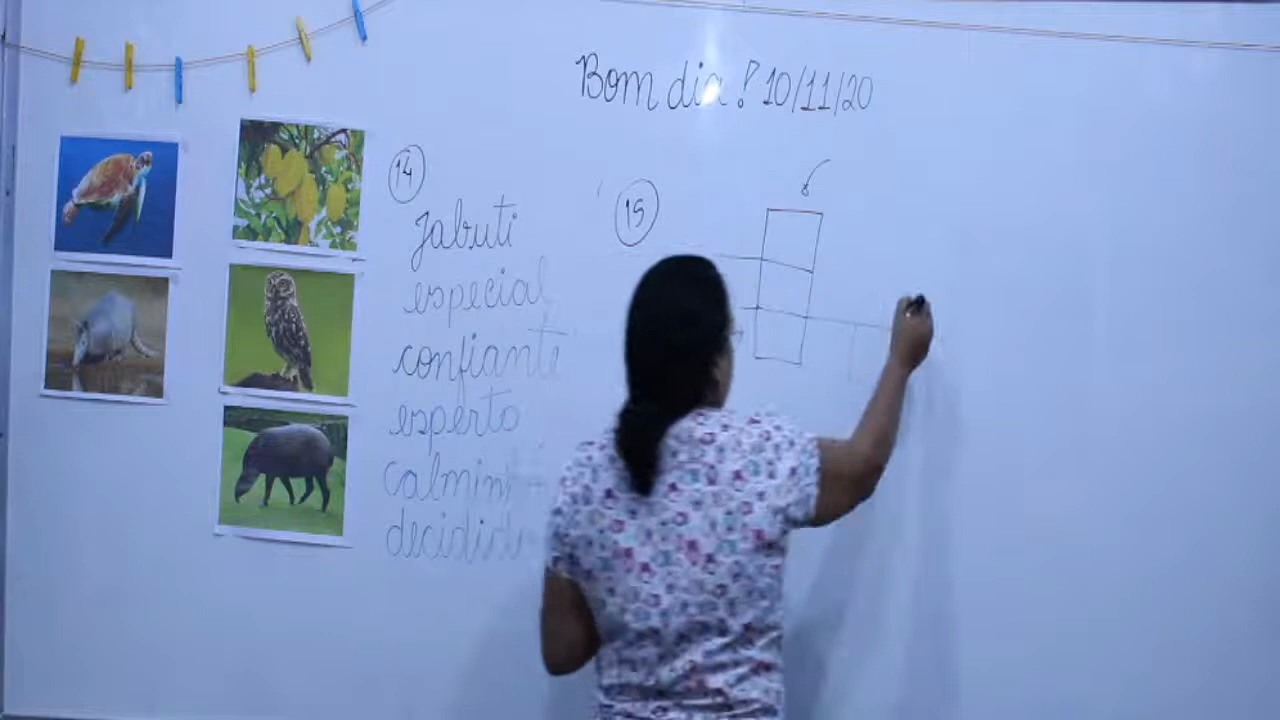 Bom dia! 10/11/20
14
Jabuti
especial
confiante
esperto
15